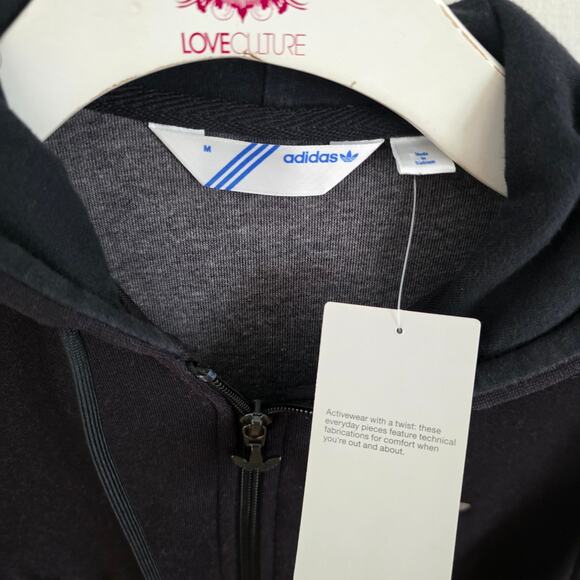 LOVECULTURE
M
adidas
Made in
Activewear with a twist: these
everyday pieces feature technical
fabrications for comfort when
you're out and about.